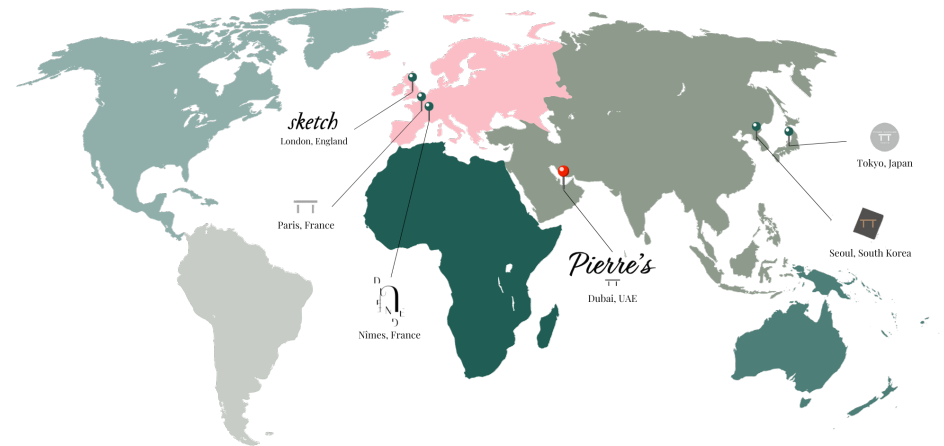 sketch
London, England
Paris, France
Nîmes, France
Pierre's
Dubai, UAE
Tokyo, Japan
Seoul, South Korea